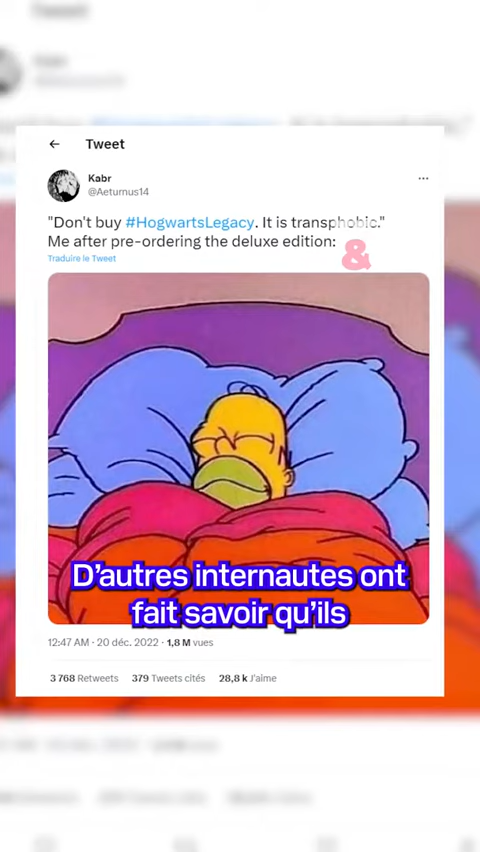 Tweet
Kabr
@Aeturnus14
"Don't buy #HogwartsLegacy. It is transphobic."
Me after pre-ordering the deluxe edition:
&
Traduire le Tweet
D'autres internautes ont
fait savoir qu'ils
12:47 AM · 20 déc. 2022 · 1,8 M vues
3 768 Retweets 379 Tweets cités 28,8 k J'aime